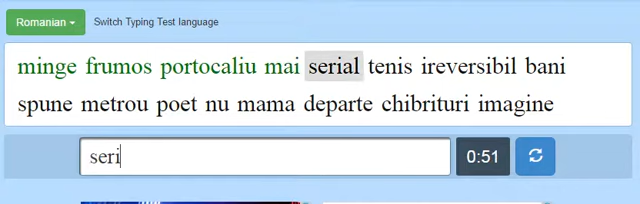 Romanian Switch Typing Test language
minge frumos portocaliu mai serial tenis ireversibil bani
spune metrou poet nu mama departe chibrituri imagine
seri 0:51